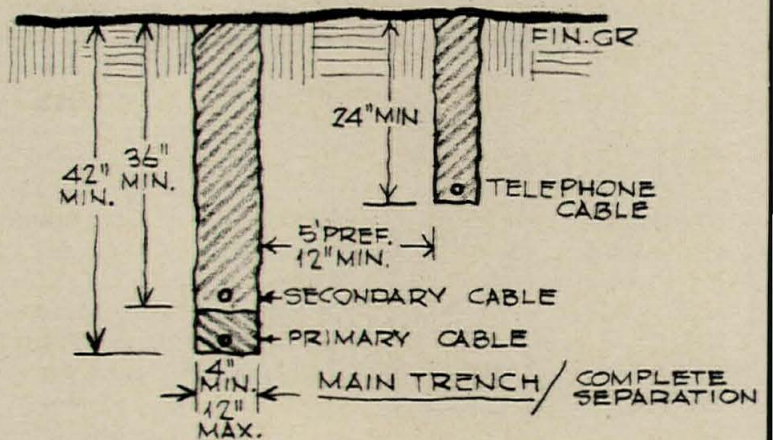 FIN.GR
24" MIN
42"
MIN.
36"
MIN.
TELEPHONE
CABLE
5' PREF.
12" MIN.
SECONDARY CABLE
PRIMARY CABLE
4"
MIN.
12"
MAX.
MAIN TRENCH / COMPLETE
SEPARATION